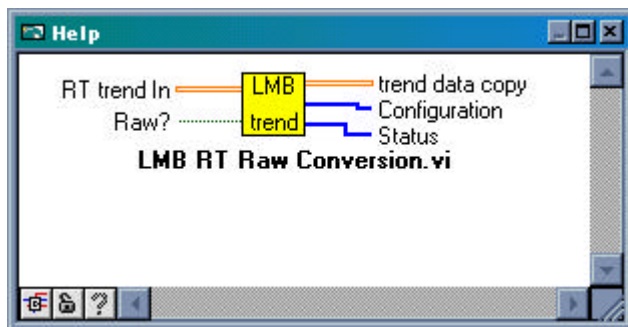 Help
RT trend In
LMB
trend data copy
Configuration
Raw?
trend
Status
LMB RT Raw Conversion.vi
?